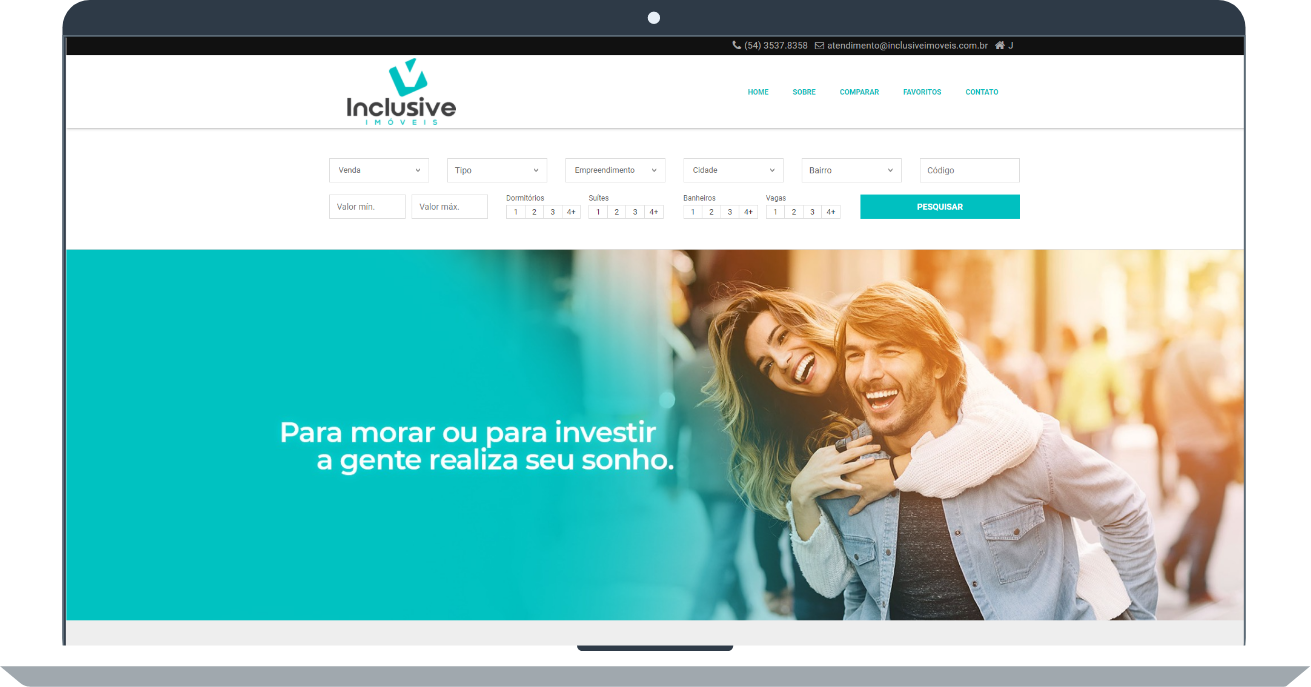 (54) 3537.8358 atendimento@inclusiveimoveis.com.br J
Inclusive
IMÓVEIS
HOME SOBRE COMPARAR FAVORITOS CONTATO
Venda Tipo Empreendimento Cidade Bairro Código
Dormitórios Suítes Banheiros Vagas
Valor mín. Valor máx. 1 2 3 4+ 1 2 3 4+ 1 2 3 4+ 1 2 3 4+ PESQUISAR
Para morar ou para investir
a gente realiza seu sonho.